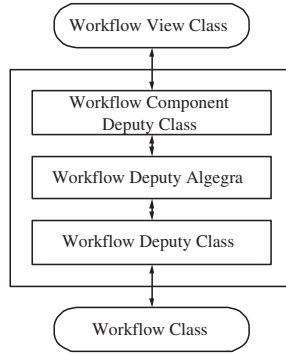 Workflow View Class
Workflow Component
Deputy Class
Workflow Deputy Algegra
Workflow Deputy Class
Workflow Class